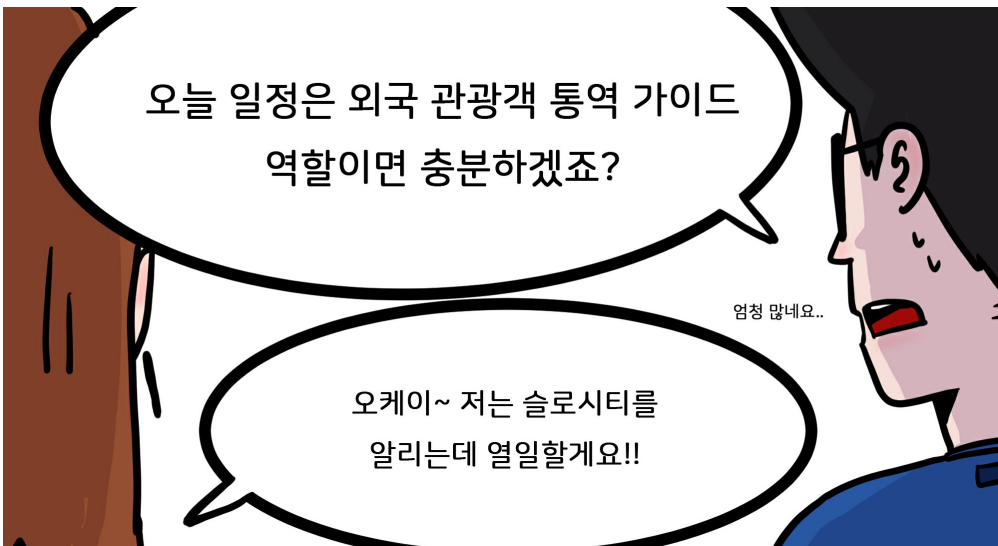 오늘 일정은 외국 관광객 통역 가이드
역할이면 충분하겠죠?
엄청 많네요..
오케이~ 저는 슬로시티를
알리는데 열일할게요!!